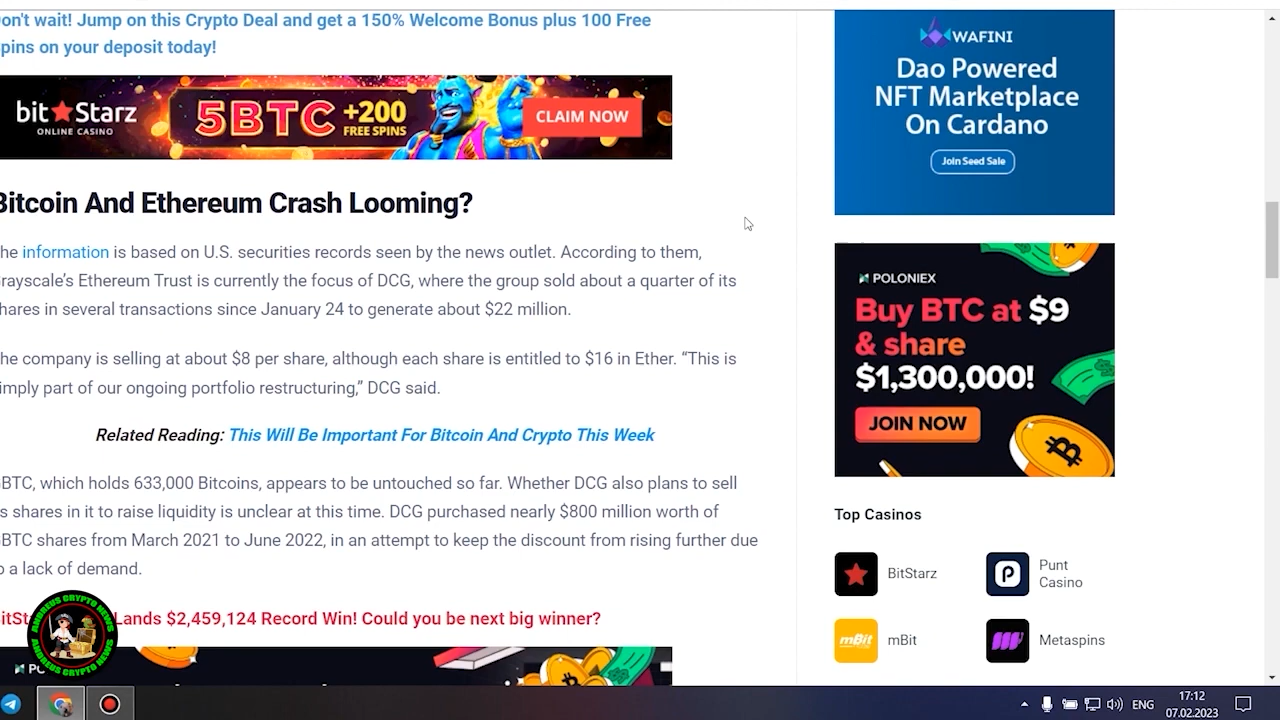 on't wait! Jump on this Crypto Deal and get a 150% Welcome Bonus plus 100 Free
pins on your deposit today!
bit Starz
ONLINE CASINO
5BTC +200
FREE SPINS
CLAIM NOW
Bitcoin And Ethereum Crash Looming?
he information is based on U.S. securities records seen by the news outlet. According to them,
rayscale’s Ethereum Trust is currently the focus of DCG, where the group sold about a quarter of its
hares in several transactions since January 24 to generate about $22 million.
he company is selling at about $8 per share, although each share is entitled to $16 in Ether. “This is
imply part of our ongoing portfolio restructuring,” DCG said.
Related Reading: This Will Be Important For Bitcoin And Crypto This Week
BTC, which holds 633,000 Bitcoins, appears to be untouched so far. Whether DCG also plans to sell
s shares in it to raise liquidity is unclear at this time. DCG purchased nearly $800 million worth of
BTC shares from March 2021 to June 2022, in an attempt to keep the discount from rising further due
o a lack of demand.
itSt Lands $2,459,124 Record Win! Could you be next big winner?
ANDREUS CRYPTO NEWS
ANDREUS CRYPTO NEWS
WAFINI
Dao Powered
NFT Marketplace
On Cardano
Join Seed Sale
POLONIEX
Buy BTC at $9
& share
$1,300,000!
JOIN NOW
Top Casinos
BitStarz
Punt
Casino
mBit
mBit
Metaspins
ENG
17:12
07.02.2023